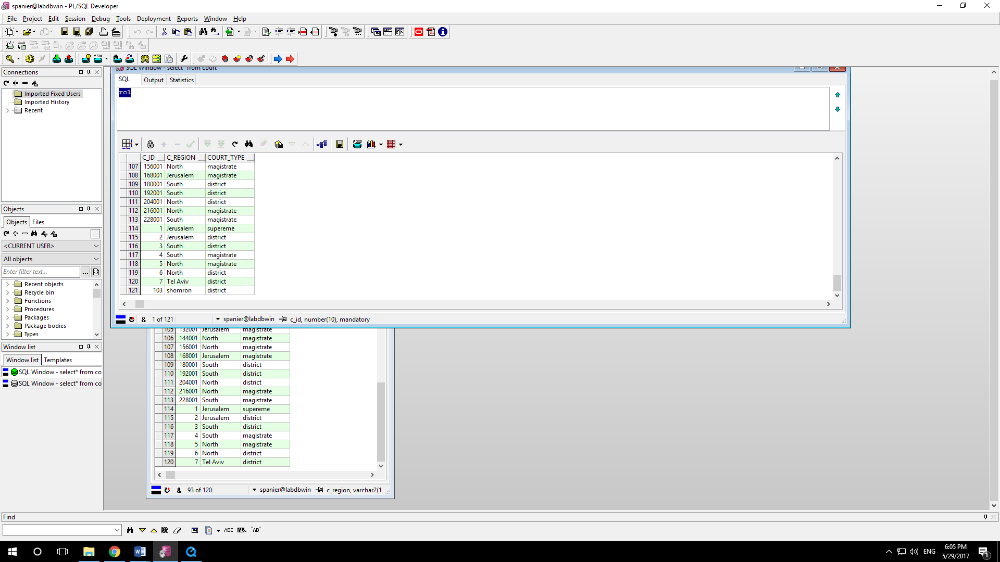 spanier@labdbwin - PL/SQL Developer
File Project Edit Session Debug Tools Deployment Reports Window Help
Connections
Imported Fixed Users
Imported History
Recent
Objects
Objects Files
<CURRENT USER>
All objects
Enter filter text...
Recent objects
Recycle bin
Functions
Procedures
Packages
Package bodies
Types
Window list
Window list Templates
SQL Window - select* from co
SQL Window - select* from co
SQL Window - select* from court
SQL Output Statistics
rol
C_ID C_REGION COURT_TYPE
107 156001 North magistrate
108 168001 Jerusalem magistrate
109 180001 South district
110 192001 South district
111 204001 North district
112 216001 North magistrate
113 228001 South magistrate
114 1 Jerusalem supereme
115 2 Jerusalem district
116 3 South district
117 4 South magistrate
118 5 North magistrate
119 6 North district
120 7 Tel Aviv district
121 103 shomron district
& 1 of 121 spanier@labdbwin c_id, number(10), mandatory
105 132001 Jerusalem magistrate
106 144001 North magistrate
107 156001 North magistrate
108 168001 Jerusalem magistrate
109 180001 South district
110 192001 South district
111 204001 North district
112 216001 North magistrate
113 228001 South magistrate
114 1 Jerusalem supereme
115 2 Jerusalem district
116 3 South district
117 4 South magistrate
118 5 North magistrate
119 6 North district
120 7 Tel Aviv district
& 93 of 120 spanier@labdbwin c_region, varchar2(1
Find
ABC "AB"
ENG
6:05 PM
5/29/2017
1